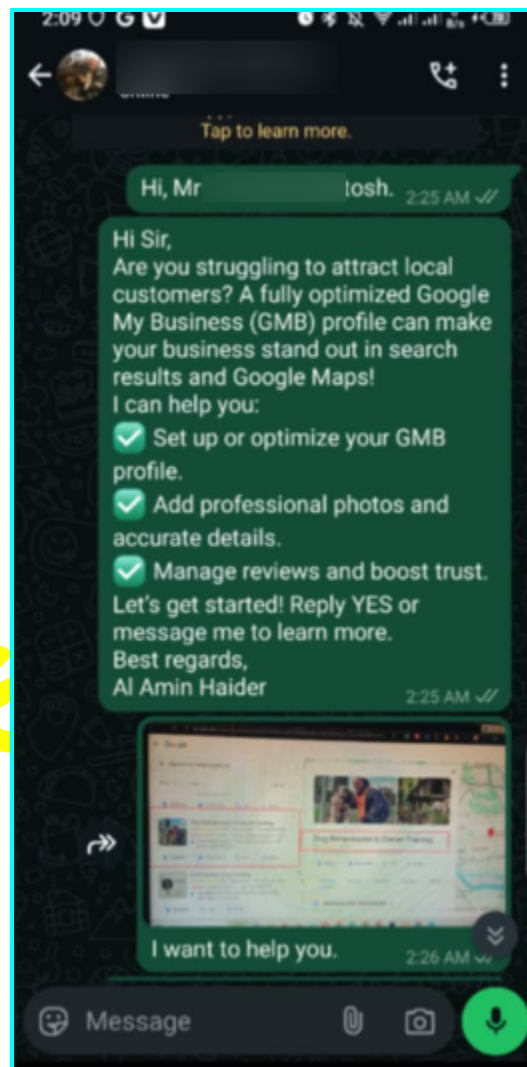 2:09
Tap to learn more.
Hi, Mr tosh. 2:25 AM
Hi Sir,
Are you struggling to attract local
customers? A fully optimized Google
My Business (GMB) profile can make
your business stand out in search
results and Google Maps!
I can help you:
✅ Set up or optimize your GMB
profile.
✅ Add professional photos and
accurate details.
✅ Manage reviews and boost trust.
Let's get started! Reply YES or
message me to learn more.
Best regards,
Al Amin Haider 2:25 AM
I want to help you. 2:26 AM
Message